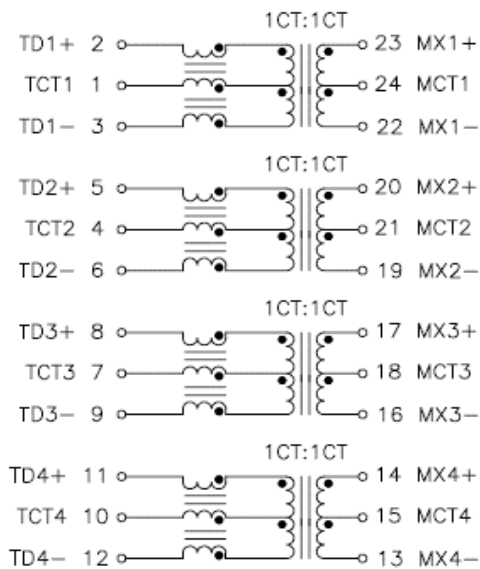 1CT:1CT
TD1+ 2 23 MX1+
TCT1 1 24 MCT1
TD1- 3 22 MX1-
1CT:1CT
TD2+ 5 20 MX2+
TCT2 4 21 MCT2
TD2- 6 19 MX2-
1CT:1CT
TD3+ 8 17 MX3+
TCT3 7 18 MCT3
TD3- 9 16 MX3-
1CT:1CT
TD4+ 11 14 MX4+
TCT4 10 15 MCT4
TD4- 12 13 MX4-